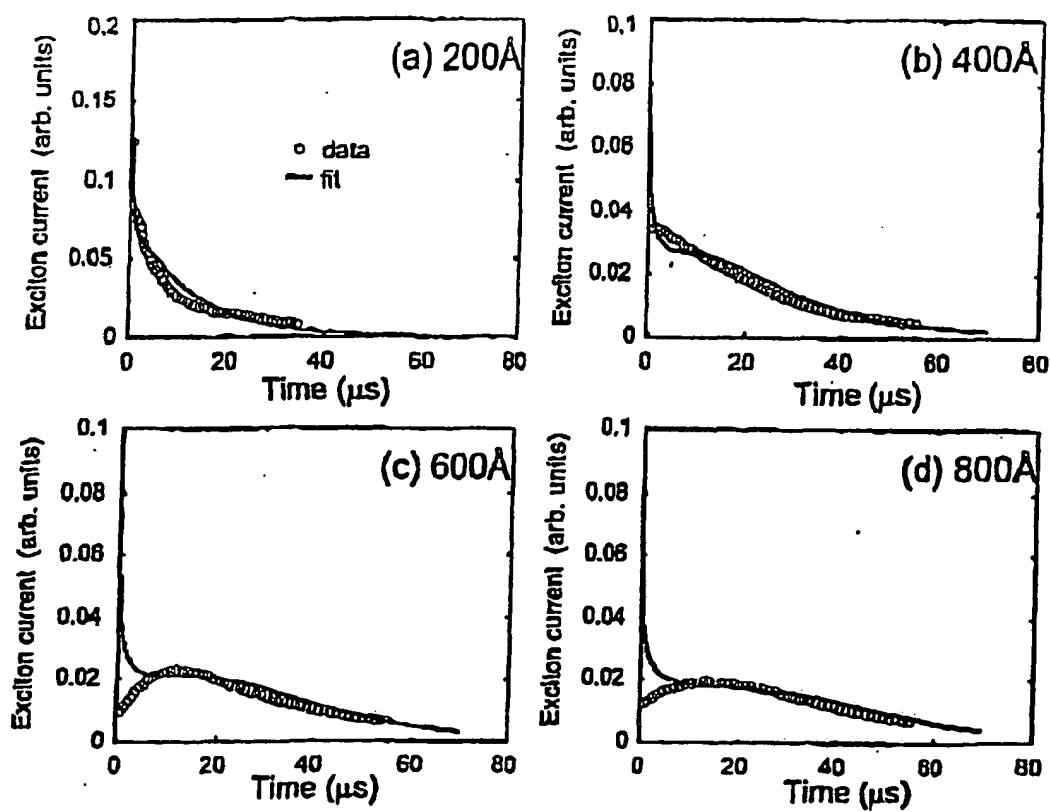 (a) 200Å
Exciton current (arb. units)
0.2
0.15
0.1
0.05
0
data
fit
0 20 40 60 80
Time (μs)
(b) 400Å
Exciton current (arb. units)
0.1
0.08
0.06
0.04
0.02
0
0 20 40 60 80
Time (μs)
(c) 600Å
Exciton current (arb. units)
0.1
0.08
0.06
0.04
0.02
0
0 20 40 60 80
Time (μs)
(d) 800Å
Exciton current (arb. units)
0.1
0.08
0.06
0.04
0.02
0
0 20 40 60 80
Time (μs)